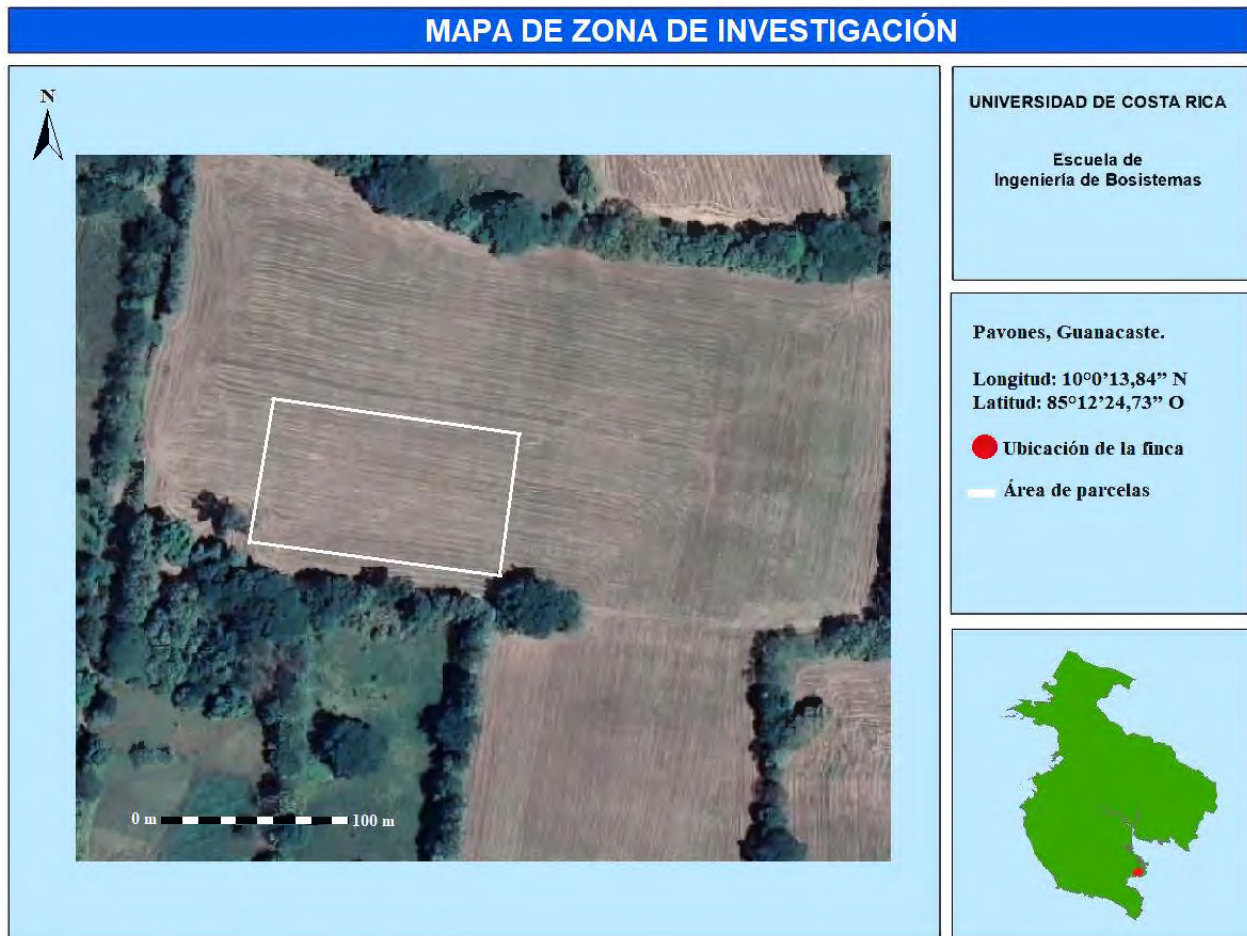 MAPA DE ZONA DE INVESTIGACIÓN
N
0 m
100 m
UNIVERSIDAD DE COSTA RICA
Escuela de
Ingeniería de Bosistemas
Pavones, Guanacaste.
Longitud: 10°0’13,84” N
Latitud: 85°12’24,73” O
Ubicación de la finca
Área de parcelas